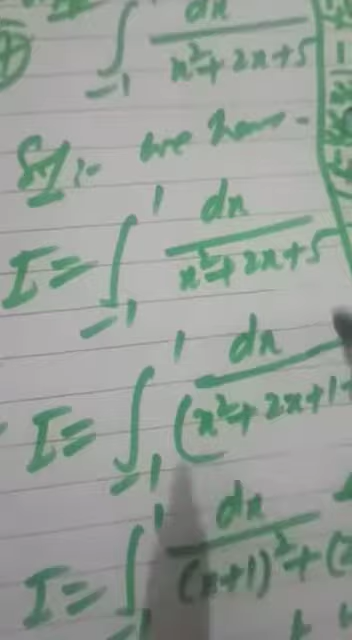 ∫ dx
-1 x²+2x+5
Sol:- we have-
I = ∫ 1 dx
-1 x²+2x+5
I = ∫ 1 dx
-1 (x²+2x+1+
I = ∫ 1 dx
-1 (x+1)²+(2